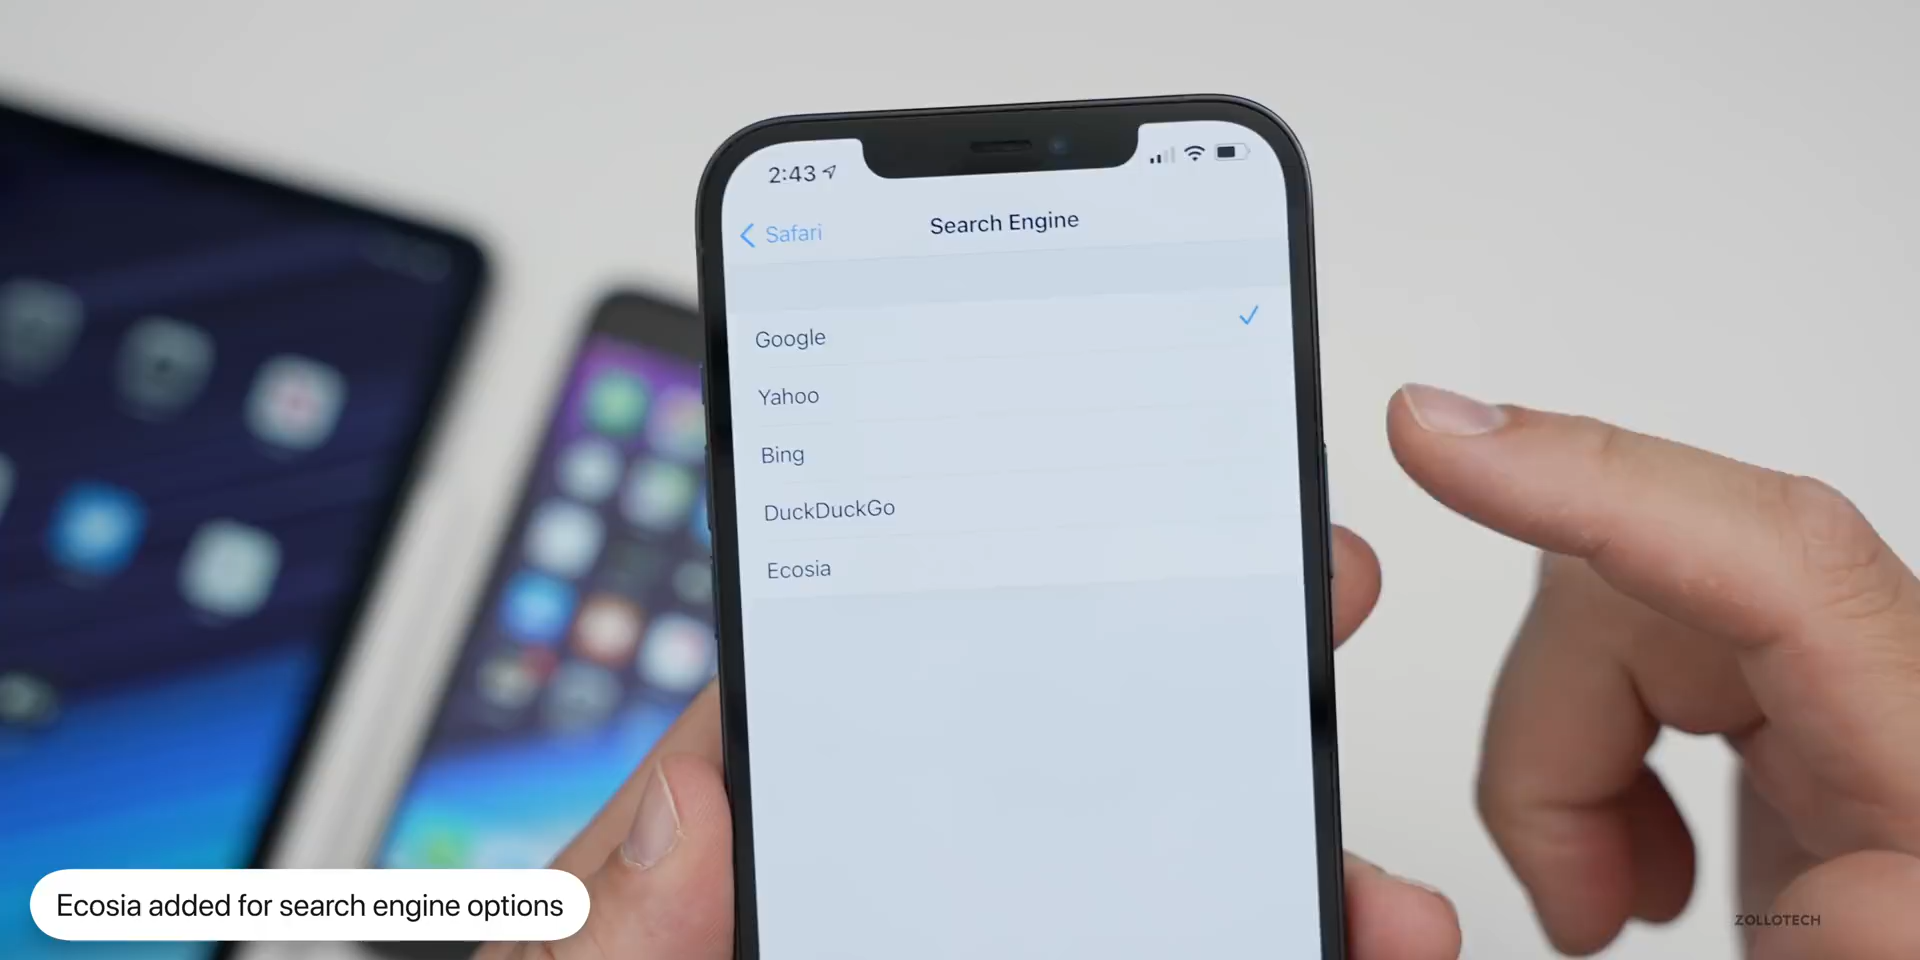 2:43
Safari
Search Engine
Google
Yahoo
Bing
DuckDuckGo
Ecosia
Ecosia added for search engine options
ZOLLOTECH